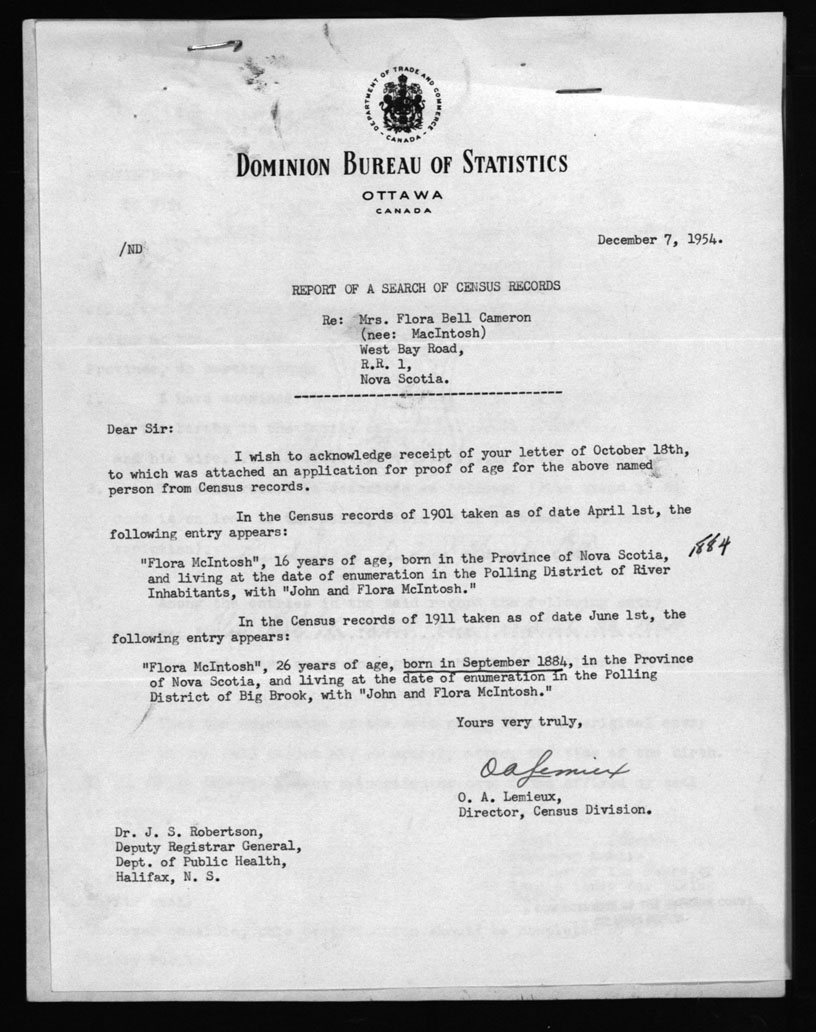 DEPARTMENT OF TRADE AND COMMERCE
CANADA
DOMINION BUREAU OF STATISTICS
OTTAWA
CANADA
/ND
December 7, 1954.
REPORT OF A SEARCH OF CENSUS RECORDS
Re: Mrs. Flora Bell Cameron
(nee: MacIntosh)
West Bay Road,
R.R. 1,
Nova Scotia.
Dear Sir:
I wish to acknowledge receipt of your letter of October 18th,
to which was attached an application for proof of age for the above named
person from Census records.
In the Census records of 1901 taken as of date April 1st, the
following entry appears:
"Flora McIntosh", 16 years of age, born in the Province of Nova Scotia, 1884
and living at the date of enumeration in the Polling District of River
Inhabitants, with "John and Flora McIntosh."
In the Census records of 1911 taken as of date June 1st, the
following entry appears:
"Flora McIntosh", 26 years of age, born in September 1884, in the Province
of Nova Scotia, and living at the date of enumeration in the Polling
District of Big Brook, with "John and Flora McIntosh."
Yours very truly,
O A Lemieux
O. A. Lemieux,
Director, Census Division.
Dr. J. S. Robertson,
Deputy Registrar General,
Dept. of Public Health,
Halifax, N. S.